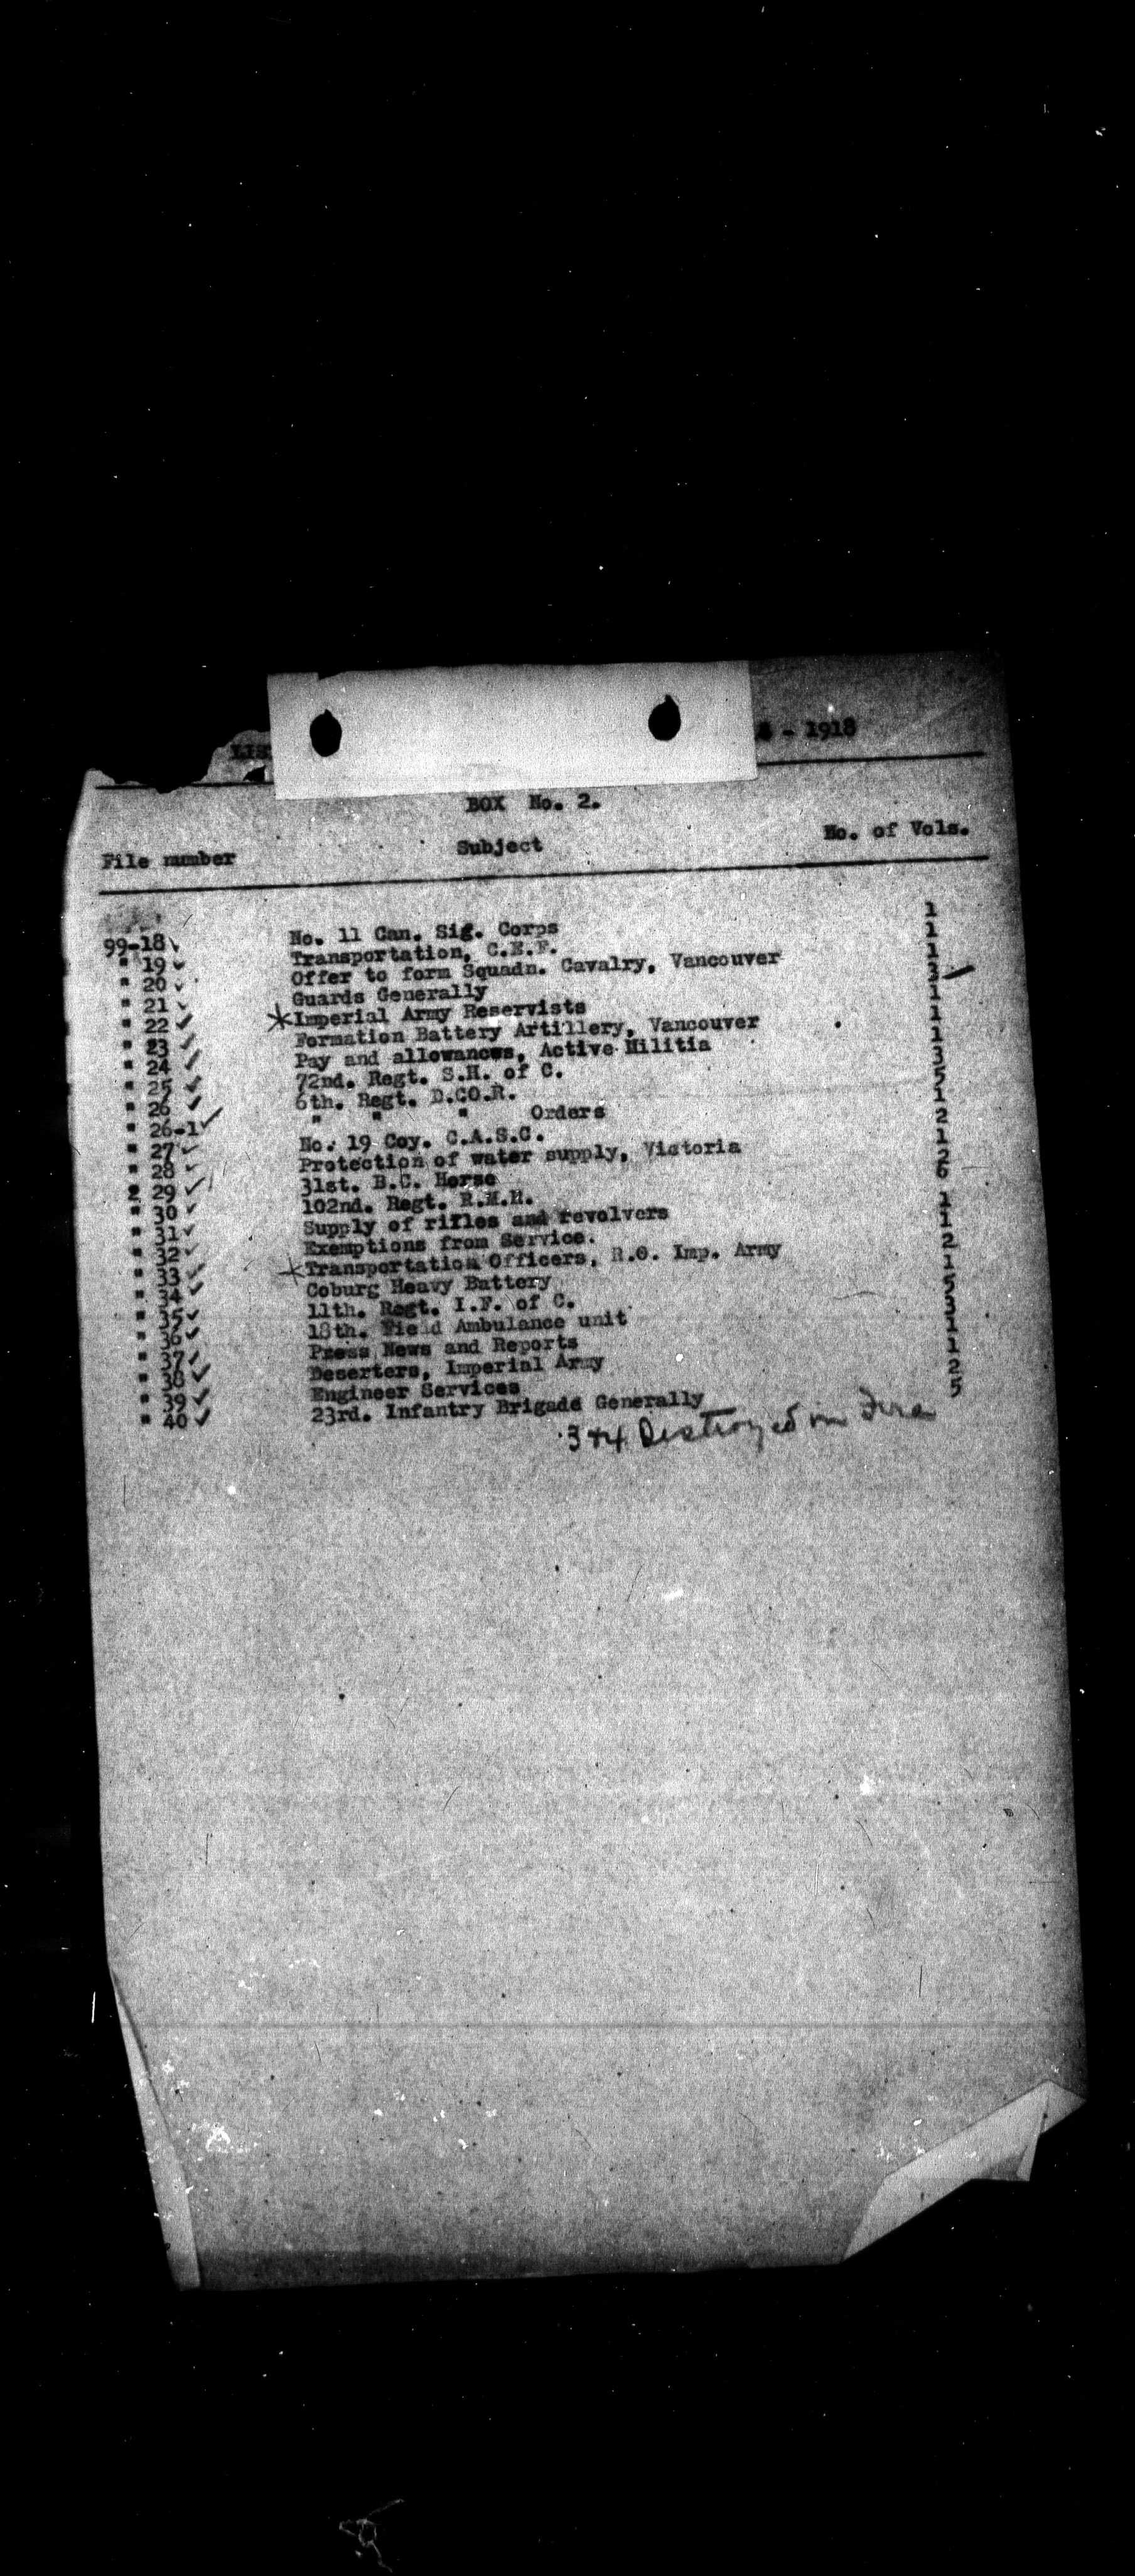 LIS 4 - 1918
BOX No. 2.
File number Subject No. of Vols.
99-18 No. 11 Can. Sig. Corps 1
" 19 Transportation, C.E.F. 1
" 20 Offer to form Squadn. Cavalry, Vancouver 1
" 21 Guards Generally 3
" 22 Imperial Army Reservists 1
" 23 Formation Battery Artillery, Vancouver 1
" 24 Pay and allowances, Active Militia 1
" 25 72nd. Regt. S.H. of C. 3
" 26 6th. Regt. D.CO.R. 5
" 26-1 " " " Orders 1
" 27 No. 19 Coy. C.A.S.C. 2
" 28 Protection of water supply, Victoria 1
" 29 31st. B.C. Horse 2
" 30 102nd. Regt. R.M.R. 6
" 31 Supply of rifles and revolvers 1
" 32 Exemptions from Service. 1
" 33 Transportation Officers, R.O. Imp. Army 2
" 34 Coburg Heavy Battery 1
" 35 11th. Regt. I.F. of C. 5
" 36 18th. Field Ambulance unit 3
" 37 Press News and Reports 1
" 38 Deserters, Imperial Army 1
" 39 Engineer Services 2
" 40 23rd. Infantry Brigade Generally 5
3 & 4 Destroyed in Fire